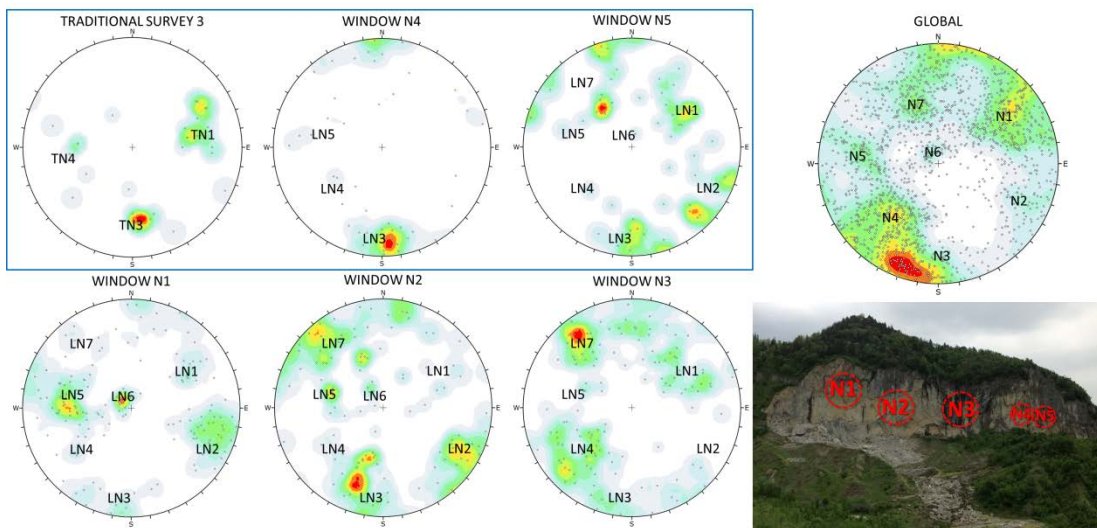 TRADITIONAL SURVEY 3
N
TN1
TN4
W
E
TN3
S
WINDOW N4
N
LN5
W
E
LN4
LN3
S
WINDOW N5
N
LN7
LN1
LN5
LN6
W
E
LN4
LN2
LN3
S
GLOBAL
N
N7
N1
N5
N6
W
E
N2
N4
N3
S
WINDOW N1
N
LN7
LN1
LN5
LN6
W
E
LN4
LN2
LN3
S
WINDOW N2
N
LN7
LN1
LN5
LN6
W
E
LN4
LN2
LN3
S
WINDOW N3
N
LN7
LN1
LN5
W
E
LN4
LN2
LN3
S
N1
N2
N3
N4
N5